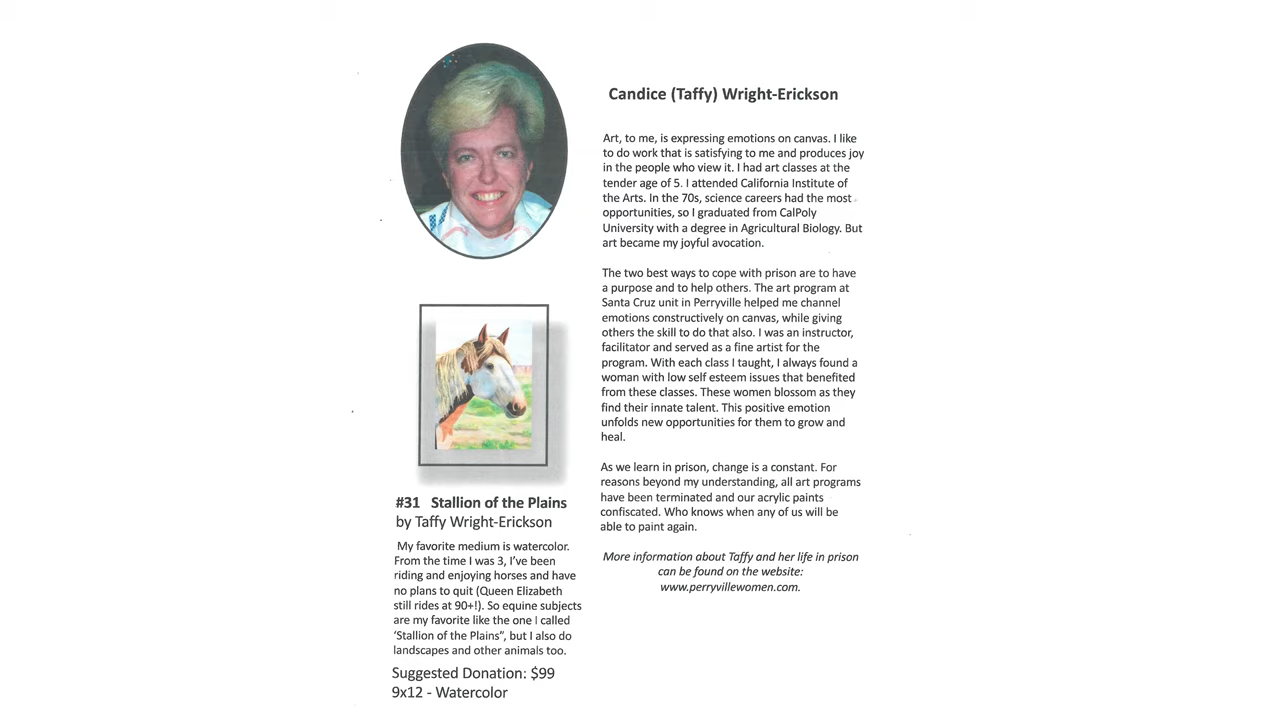 Candice (Taffy) Wright-Erickson
Art, to me, is expressing emotions on canvas. I like
to do work that is satisfying to me and produces joy
in the people who view it. I had art classes at the
tender age of 5. I attended California Institute of
the Arts. In the 70s, science careers had the most
opportunities, so I graduated from CalPoly
University with a degree in Agricultural Biology. But
art became my joyful avocation.
The two best ways to cope with prison are to have
a purpose and to help others. The art program at
Santa Cruz unit in Perryville helped me channel
emotions constructively on canvas, while giving
others the skill to do that also. I was an instructor,
facilitator and served as a fine artist for the
program. With each class I taught, I always found a
woman with low self esteem issues that benefited
from these classes. These women blossom as they
find their innate talent. This positive emotion
unfolds new opportunities for them to grow and
heal.
As we learn in prison, change is a constant. For
reasons beyond my understanding, all art programs
have been terminated and our acrylic paints
confiscated. Who knows when any of us will be
able to paint again.
More information about Taffy and her life in prison
can be found on the website:
www.perryvillewomen.com.
#31 Stallion of the Plains
by Taffy Wright-Erickson
My favorite medium is watercolor.
From the time I was 3, I've been
riding and enjoying horses and have
no plans to quit (Queen Elizabeth
still rides at 90+!). So equine subjects
are my favorite like the one I called
'Stallion of the Plains", but I also do
landscapes and other animals too.
Suggested Donation: $99
9x12 - Watercolor